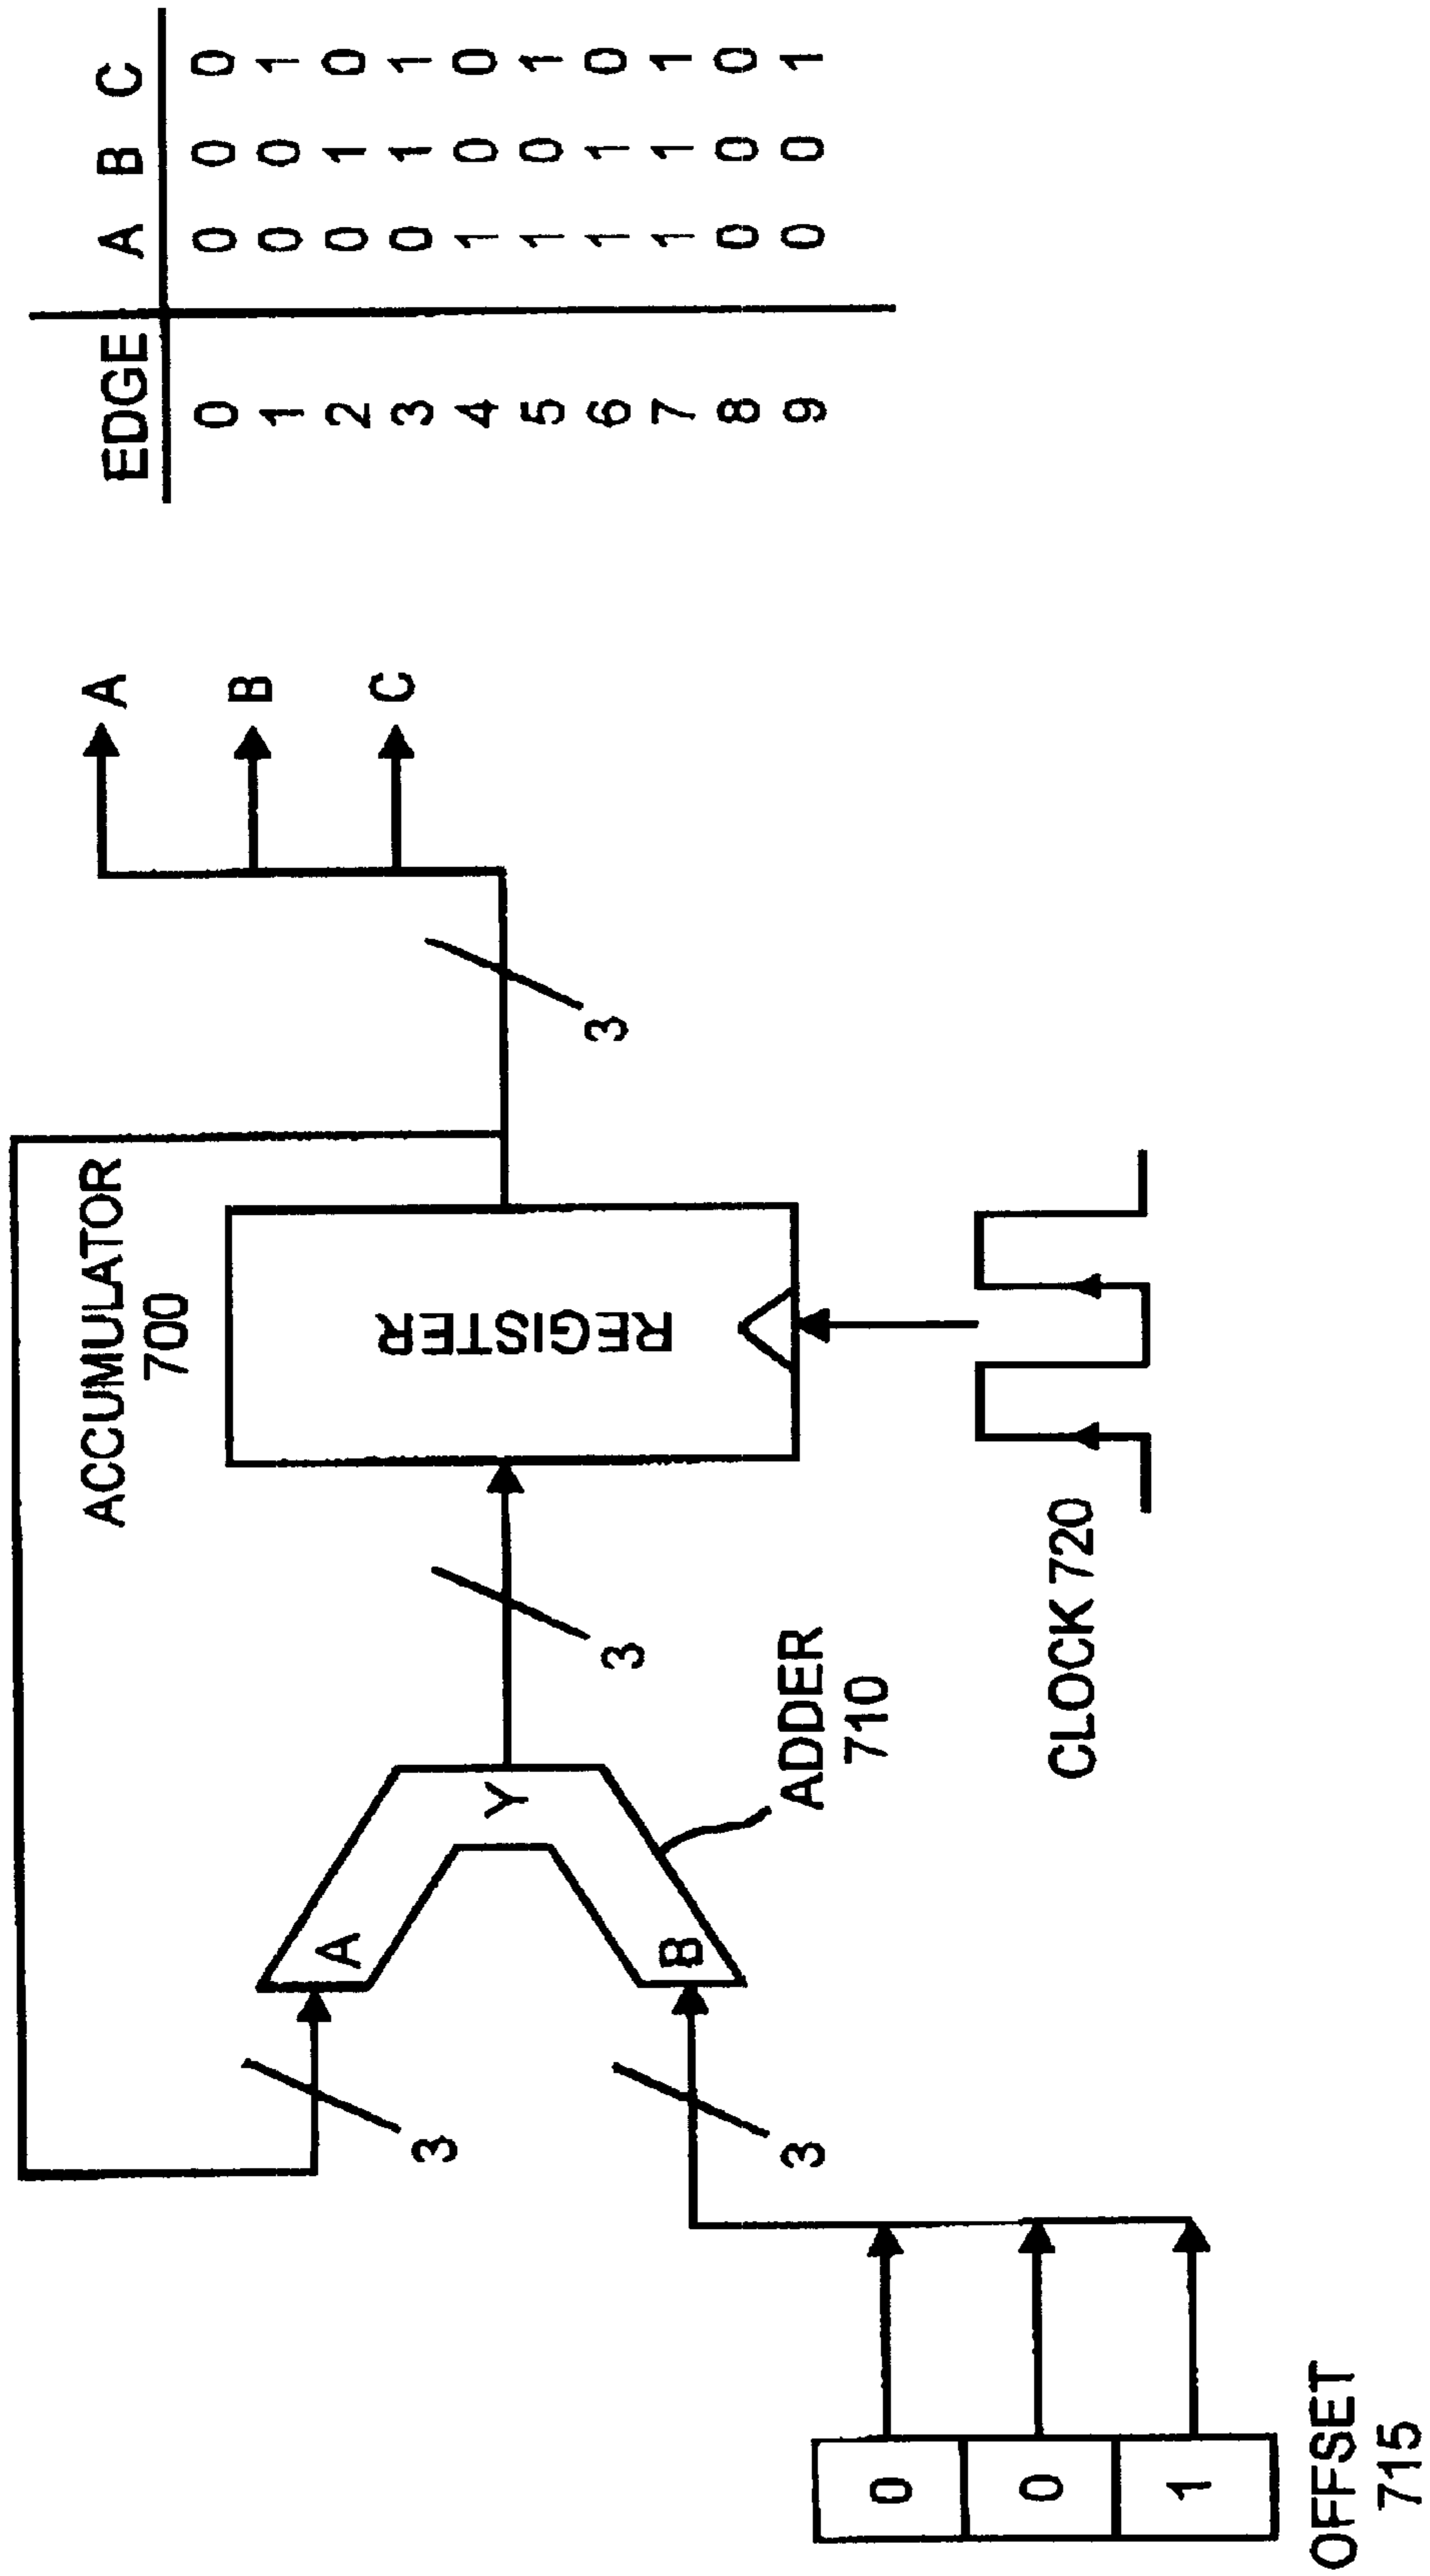 ACCUMULATOR
700
A
B
C
3
REGISTER
3
A
Y
B
3
3
ADDER
710
CLOCK 720
0
0
1
OFFSET
715
EDGE A B C
0 0 0 0
1 0 0 1
2 0 1 0
3 0 1 1
4 1 0 0
5 1 0 1
6 1 1 0
7 1 1 1
8 0 0 0
9 0 0 1